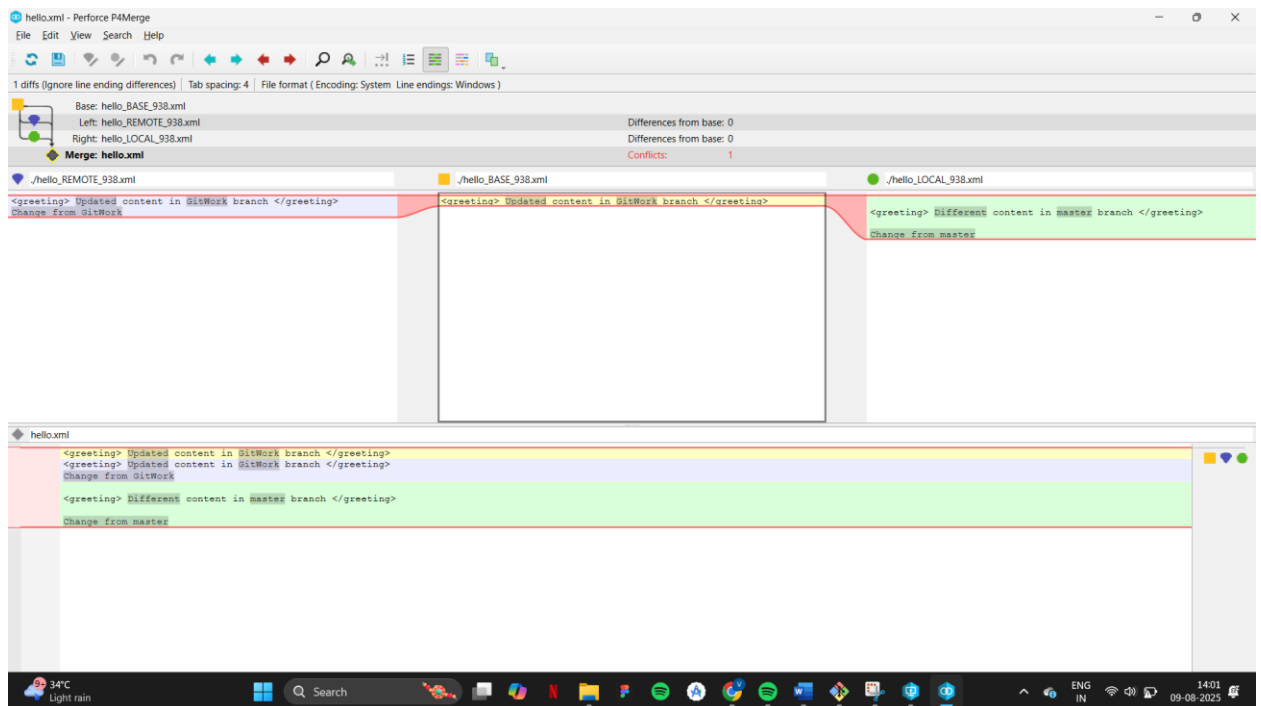 hello.xml - Perforce P4Merge
File Edit View Search Help
1 diffs (Ignore line ending differences) Tab spacing: 4 File format ( Encoding: System Line endings: Windows )
Base: hello_BASE_938.xml
Left: hello_REMOTE_938.xml Differences from base: 0
Right: hello_LOCAL_938.xml Differences from base: 0
Merge: hello.xml Conflicts: 1
./hello_REMOTE_938.xml ./hello_BASE_938.xml ./hello_LOCAL_938.xml
<greeting> Updated content in GitWork branch </greeting>
Change from GitWork
<greeting> Updated content in GitWork branch </greeting>
<greeting> Different content in master branch </greeting>
Change from master
hello.xml
<greeting> Updated content in GitWork branch </greeting>
<greeting> Updated content in GitWork branch </greeting>
Change from GitWork
<greeting> Different content in master branch </greeting>
Change from master
9+ 34°C
Light rain
Search
ENG
IN
14:01
09-08-2025